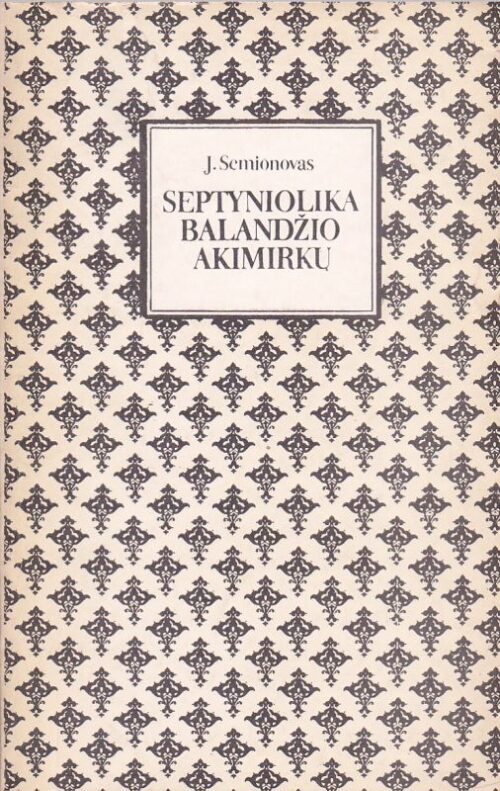 J. Semionovas
SEPTYNIOLIKA
BALANDŽIO
AKIMIRKŲ